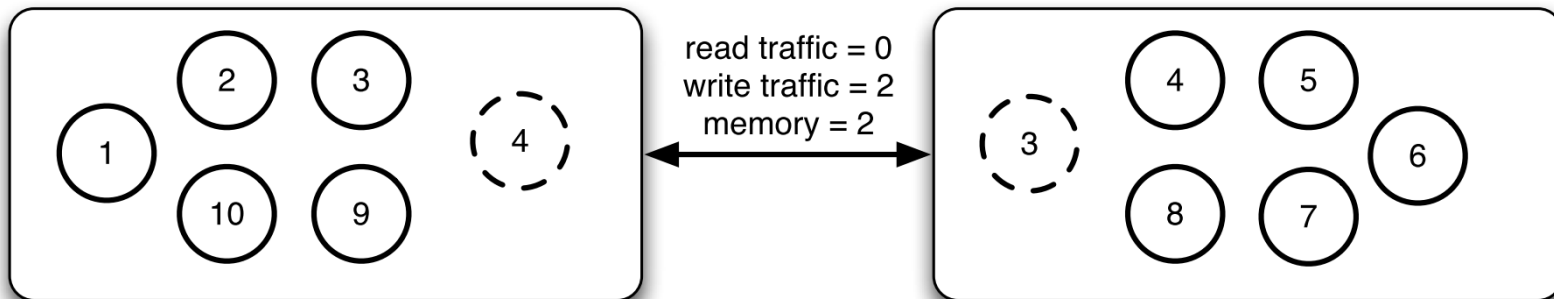 2 3
1
4
10 9
read traffic = 0
write traffic = 2
memory = 2
4 5
3
6
8 7